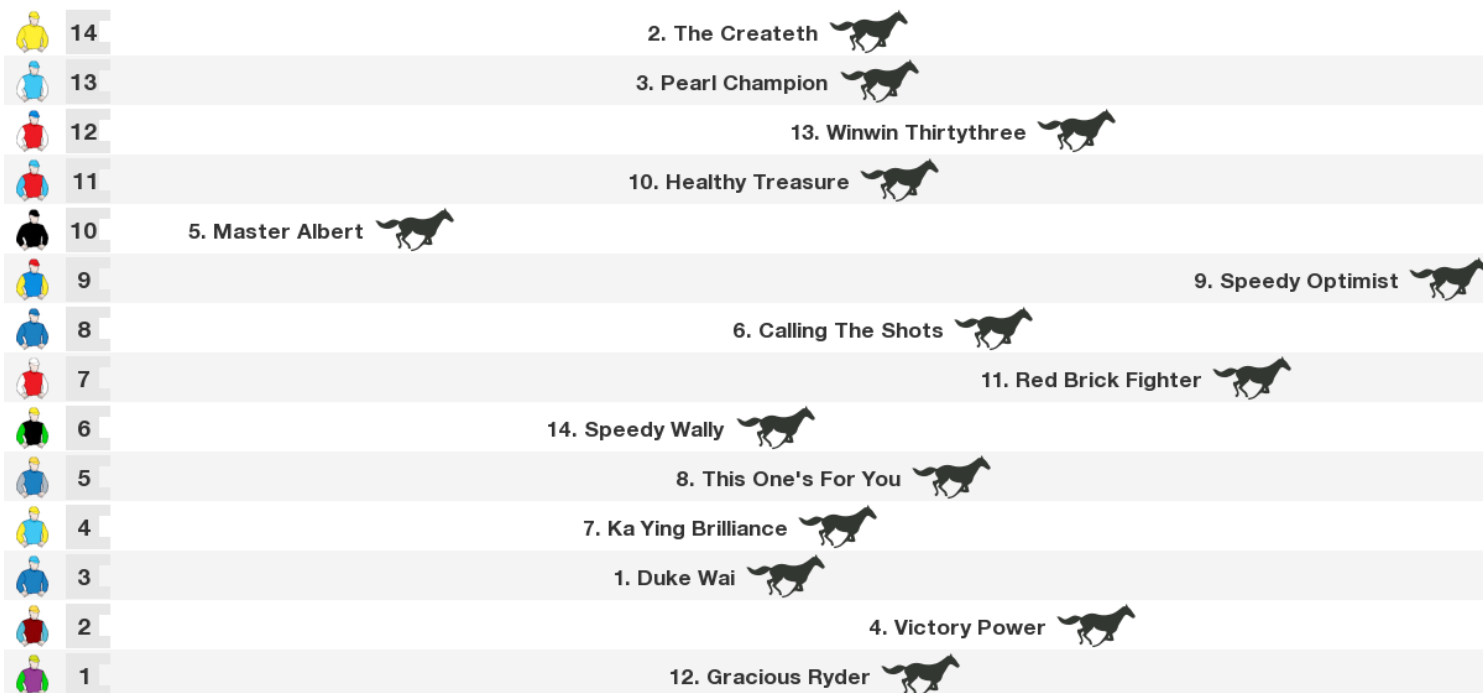 14 2. The Createth
13 3. Pearl Champion
12 13. Winwin Thirtythree
11 10. Healthy Treasure
10 5. Master Albert
9 9. Speedy Optimist
8 6. Calling The Shots
7 11. Red Brick Fighter
6 14. Speedy Wally
5 8. This One's For You
4 7. Ka Ying Brilliance
3 1. Duke Wai
2 4. Victory Power
1 12. Gracious Ryder